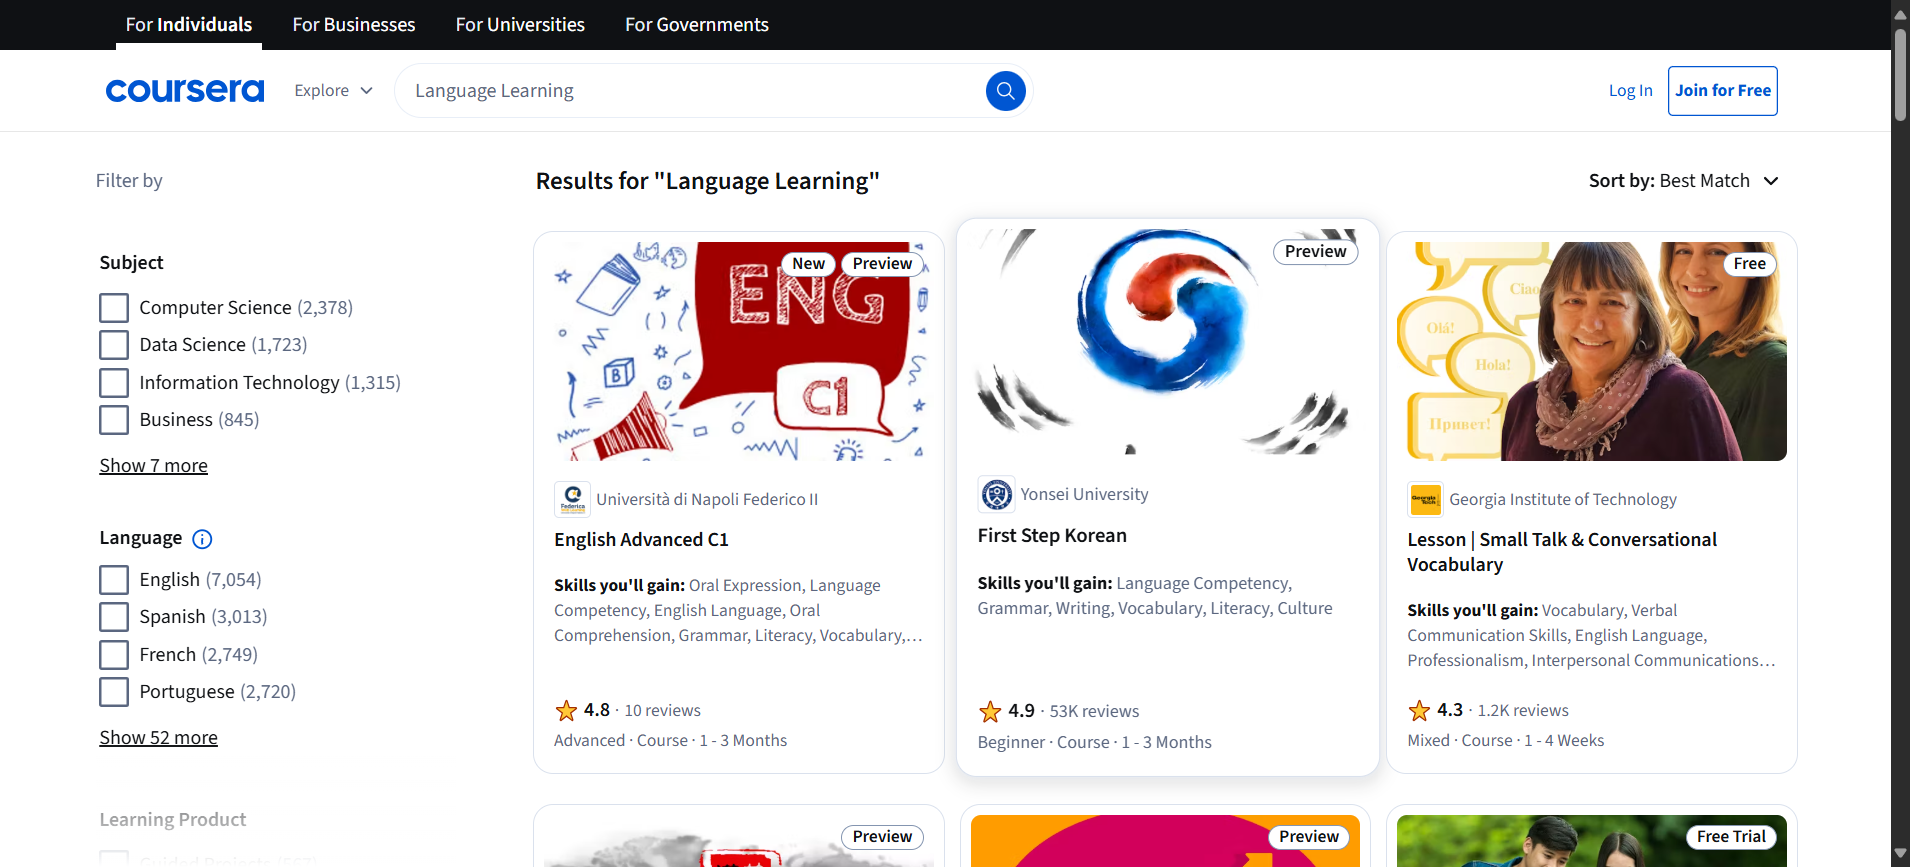 For Individuals
For Businesses
For Universities
For Governments
coursera
Explore
Language Learning
Log In
Join for Free
Filter by
Results for "Language Learning"
Sort by: Best Match
Subject
Computer Science (2,378)
Data Science (1,723)
Information Technology (1,315)
Business (845)
Show 7 more
Language
English (7,054)
Spanish (3,013)
French (2,749)
Portuguese (2,720)
Show 52 more
Learning Product
Guided Projects (567)
New
Preview
ENG
C1
Università di Napoli Federico II
English Advanced C1
Skills you'll gain: Oral Expression, Language
Competency, English Language, Oral
Comprehension, Grammar, Literacy, Vocabulary,…
4.8 · 10 reviews
Advanced · Course · 1 - 3 Months
Preview
Yonsei University
First Step Korean
Skills you'll gain: Language Competency,
Grammar, Writing, Vocabulary, Literacy, Culture
4.9 · 53K reviews
Beginner · Course · 1 - 3 Months
Free
Ciao
Olá!
Hola!
Привет!
Georgia Institute of Technology
Lesson | Small Talk & Conversational
Vocabulary
Skills you'll gain: Vocabulary, Verbal
Communication Skills, English Language,
Professionalism, Interpersonal Communications…
4.3 · 1.2K reviews
Mixed · Course · 1 - 4 Weeks
Preview
Preview
Free Trial